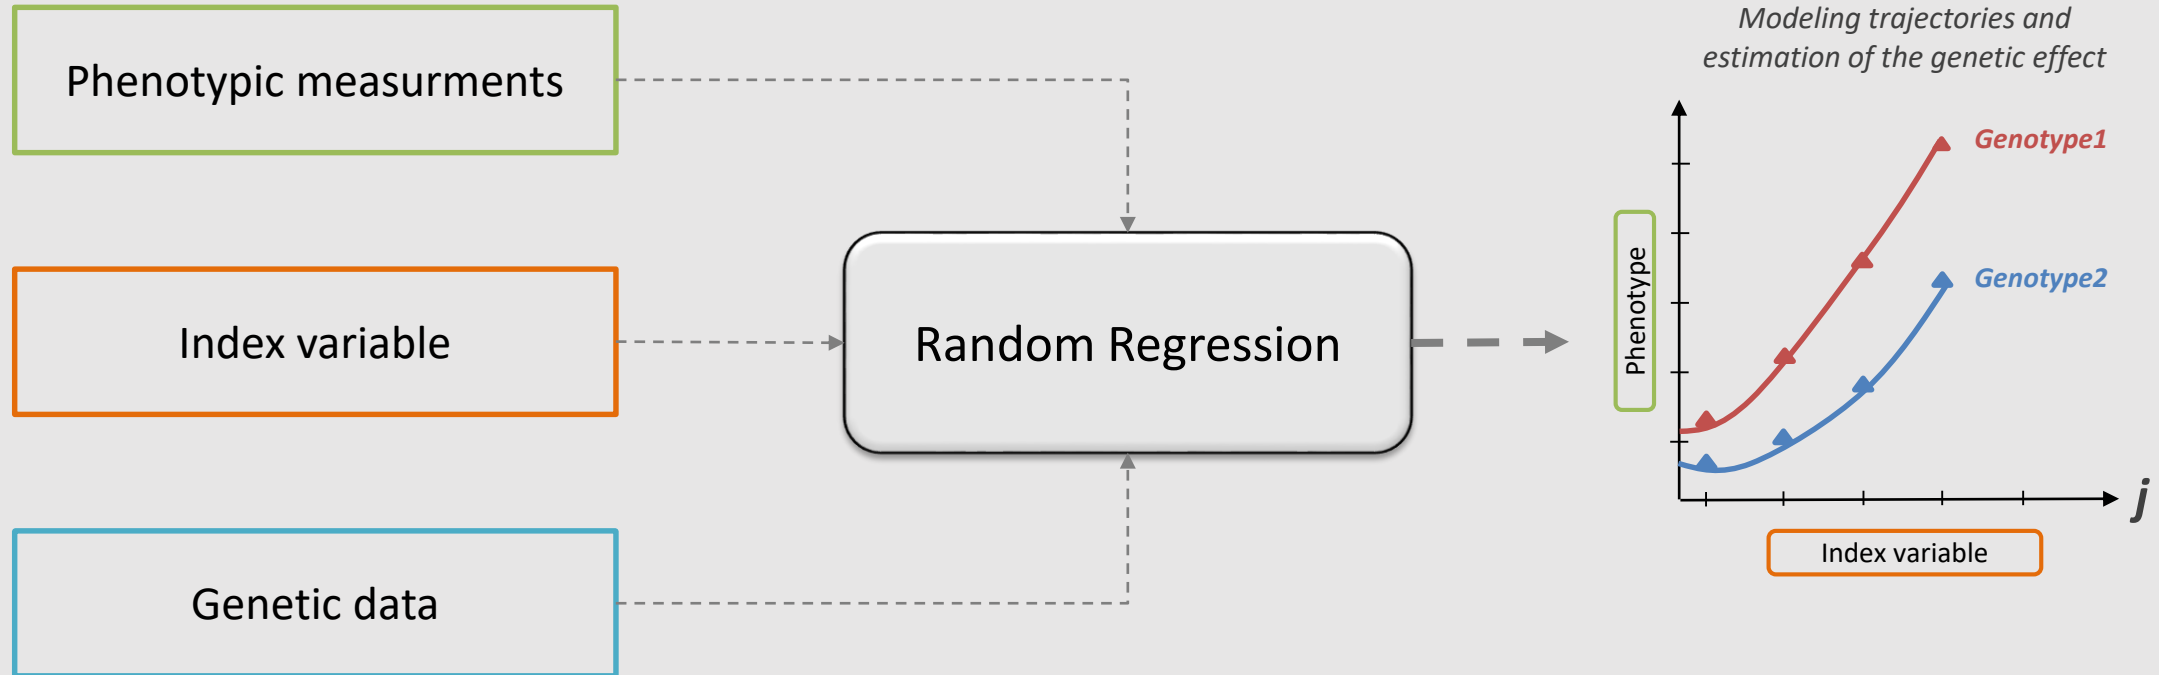 Phenotypic measurments
Index variable
Genetic data
Random Regression
Modeling trajectories and
estimation of the genetic effect
Genotype1
Genotype2
Phenotype
j
Index variable